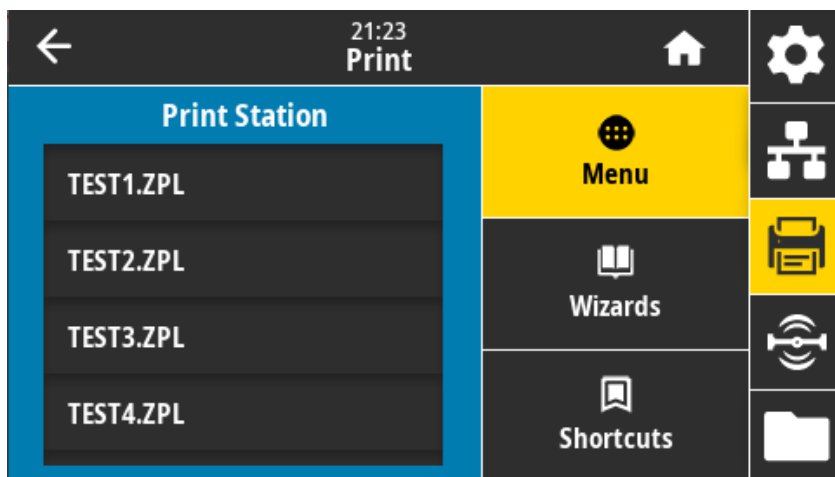 21:23
Print
Print Station
TEST1.ZPL
TEST2.ZPL
TEST3.ZPL
TEST4.ZPL
Menu
Wizards
Shortcuts